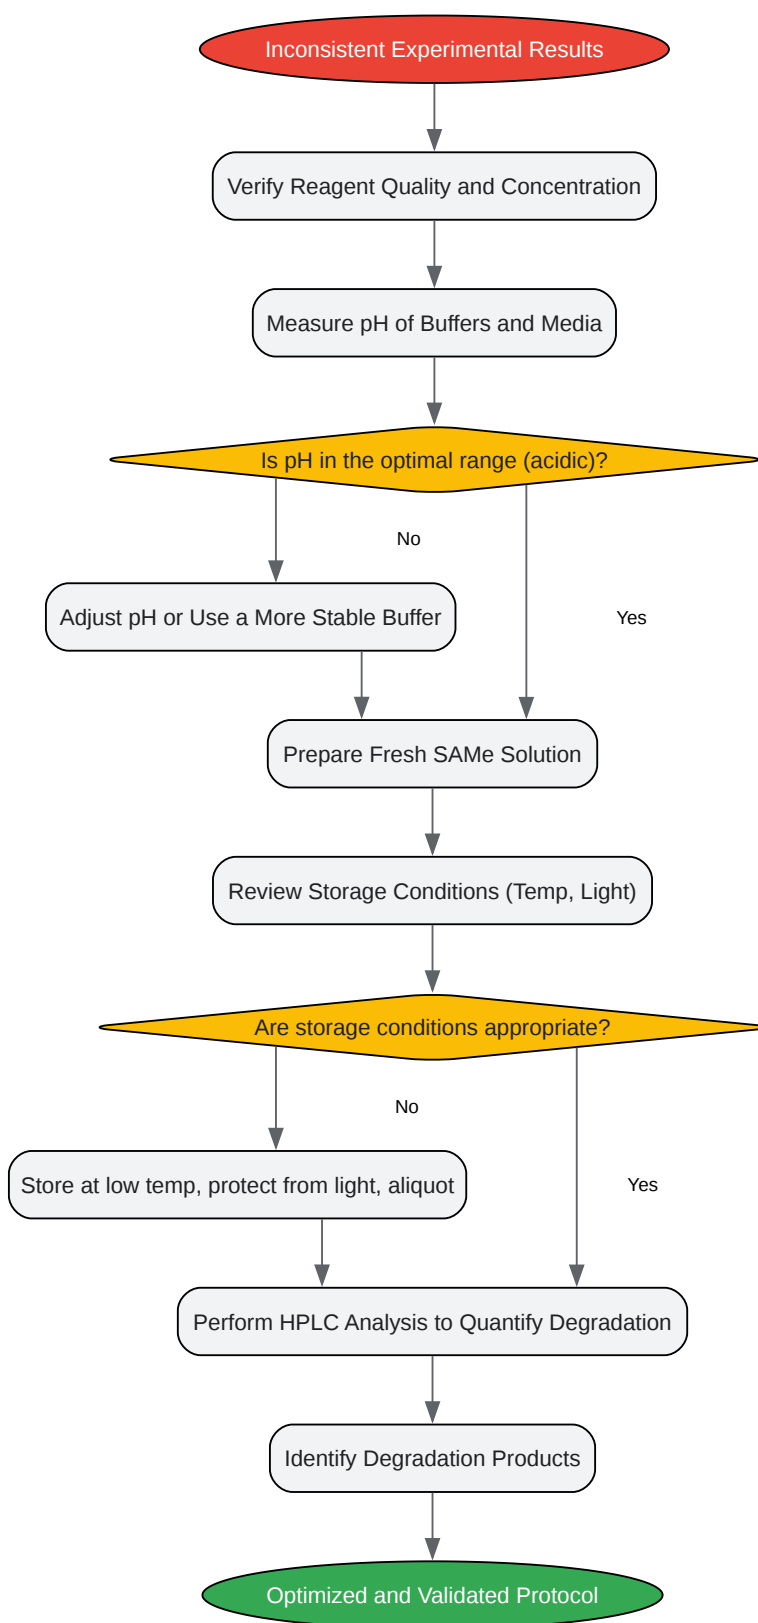 Inconsistent Experimental Results
Verify Reagent Quality and Concentration
Measure pH of Buffers and Media
Is pH in the optimal range (acidic)?
No
Adjust pH or Use a More Stable Buffer
Yes
Prepare Fresh SAMe Solution
Review Storage Conditions (Temp, Light)
Are storage conditions appropriate?
No
Store at low temp, protect from light, aliquot
Yes
Perform HPLC Analysis to Quantify Degradation
Identify Degradation Products
Optimized and Validated Protocol